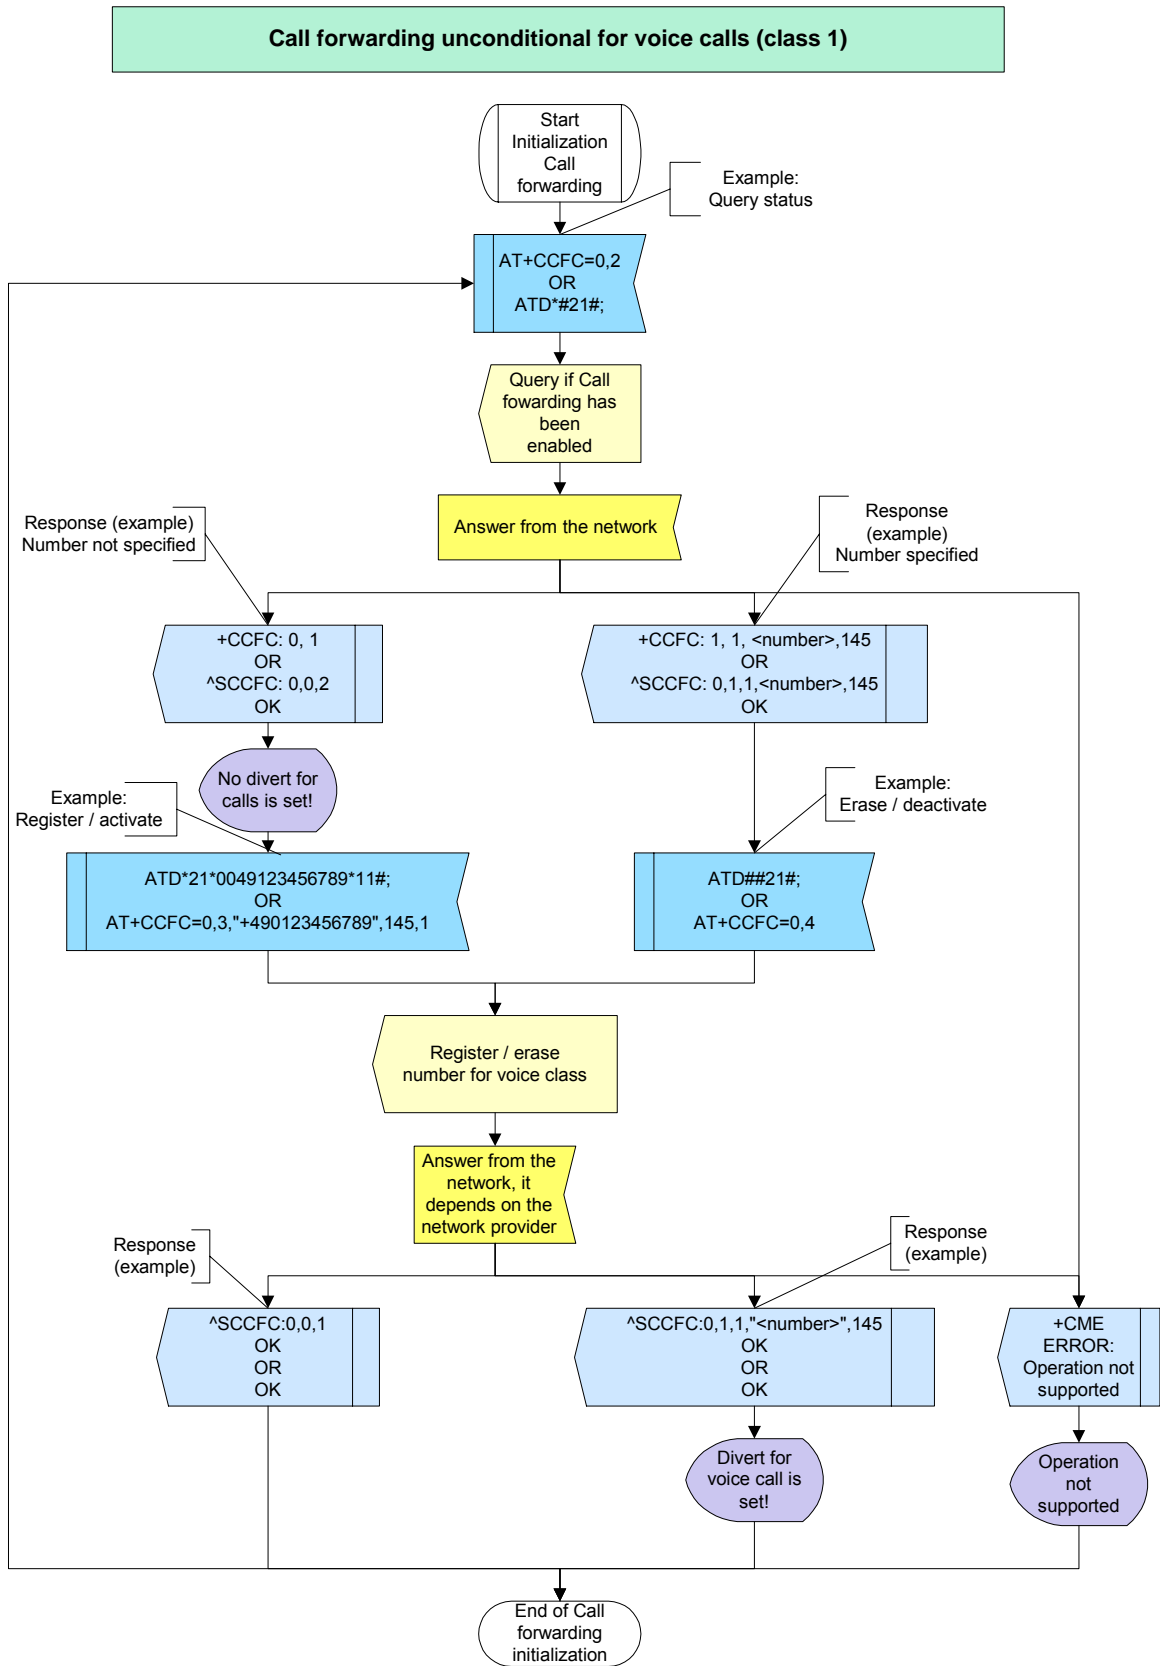 Call forwarding unconditional for voice calls (class 1)
Start
Initialization
Call
forwarding
Example:
Query status
AT+CCFC=0,2
OR
ATD*#21#;
Query if Call
fowarding has
been
enabled
Answer from the network
Response (example)
Number not specified
Response
(example)
Number specified
+CCFC: 0, 1
OR
^SCCFC: 0,0,2
OK
+CCFC: 1, 1, <number>,145
OR
^SCCFC: 0,1,1,<number>,145
OK
No divert for
calls is set!
Example:
Register / activate
Example:
Erase / deactivate
ATD*21*0049123456789*11#;
OR
AT+CCFC=0,3,"+490123456789",145,1
ATD##21#;
OR
AT+CCFC=0,4
Register / erase
number for voice class
Answer from the
network, it
depends on the
network provider
Response
(example)
Response
(example)
^SCCFC:0,0,1
OK
OR
OK
^SCCFC:0,1,1,"<number>",145
OK
OR
OK
+CME
ERROR:
Operation not
supported
Divert for
voice call is
set!
Operation
not
supported
End of Call
forwarding
initialization